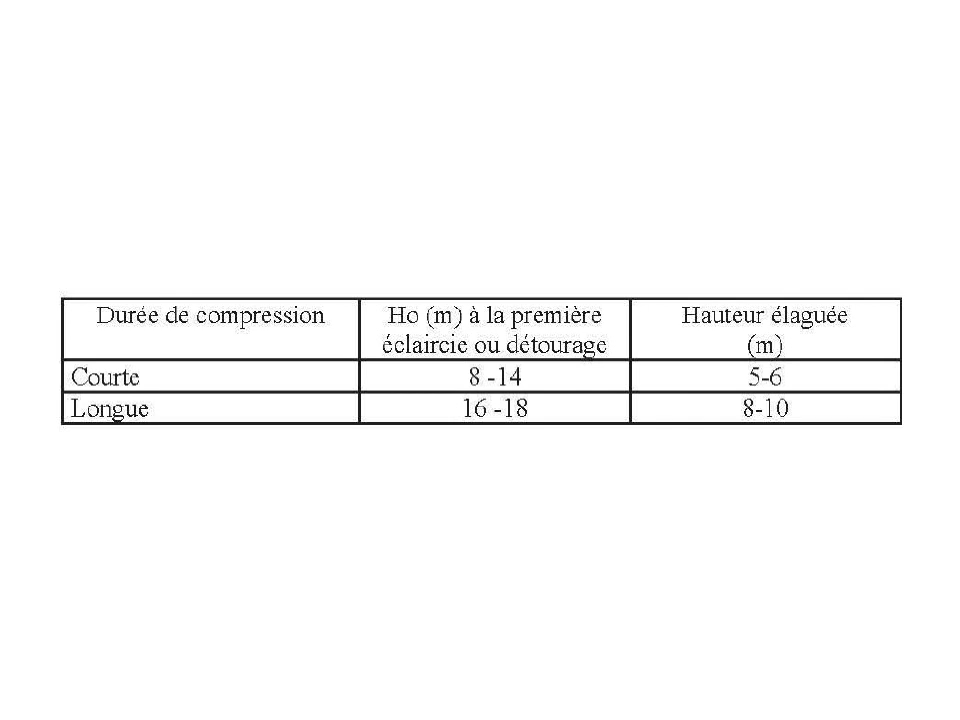 Durée de compression Ho (m) à la première Hauteur élaguée
éclaircie ou détourage (m)
Courte 8 -14 5-6
Longue 16 -18 8-10